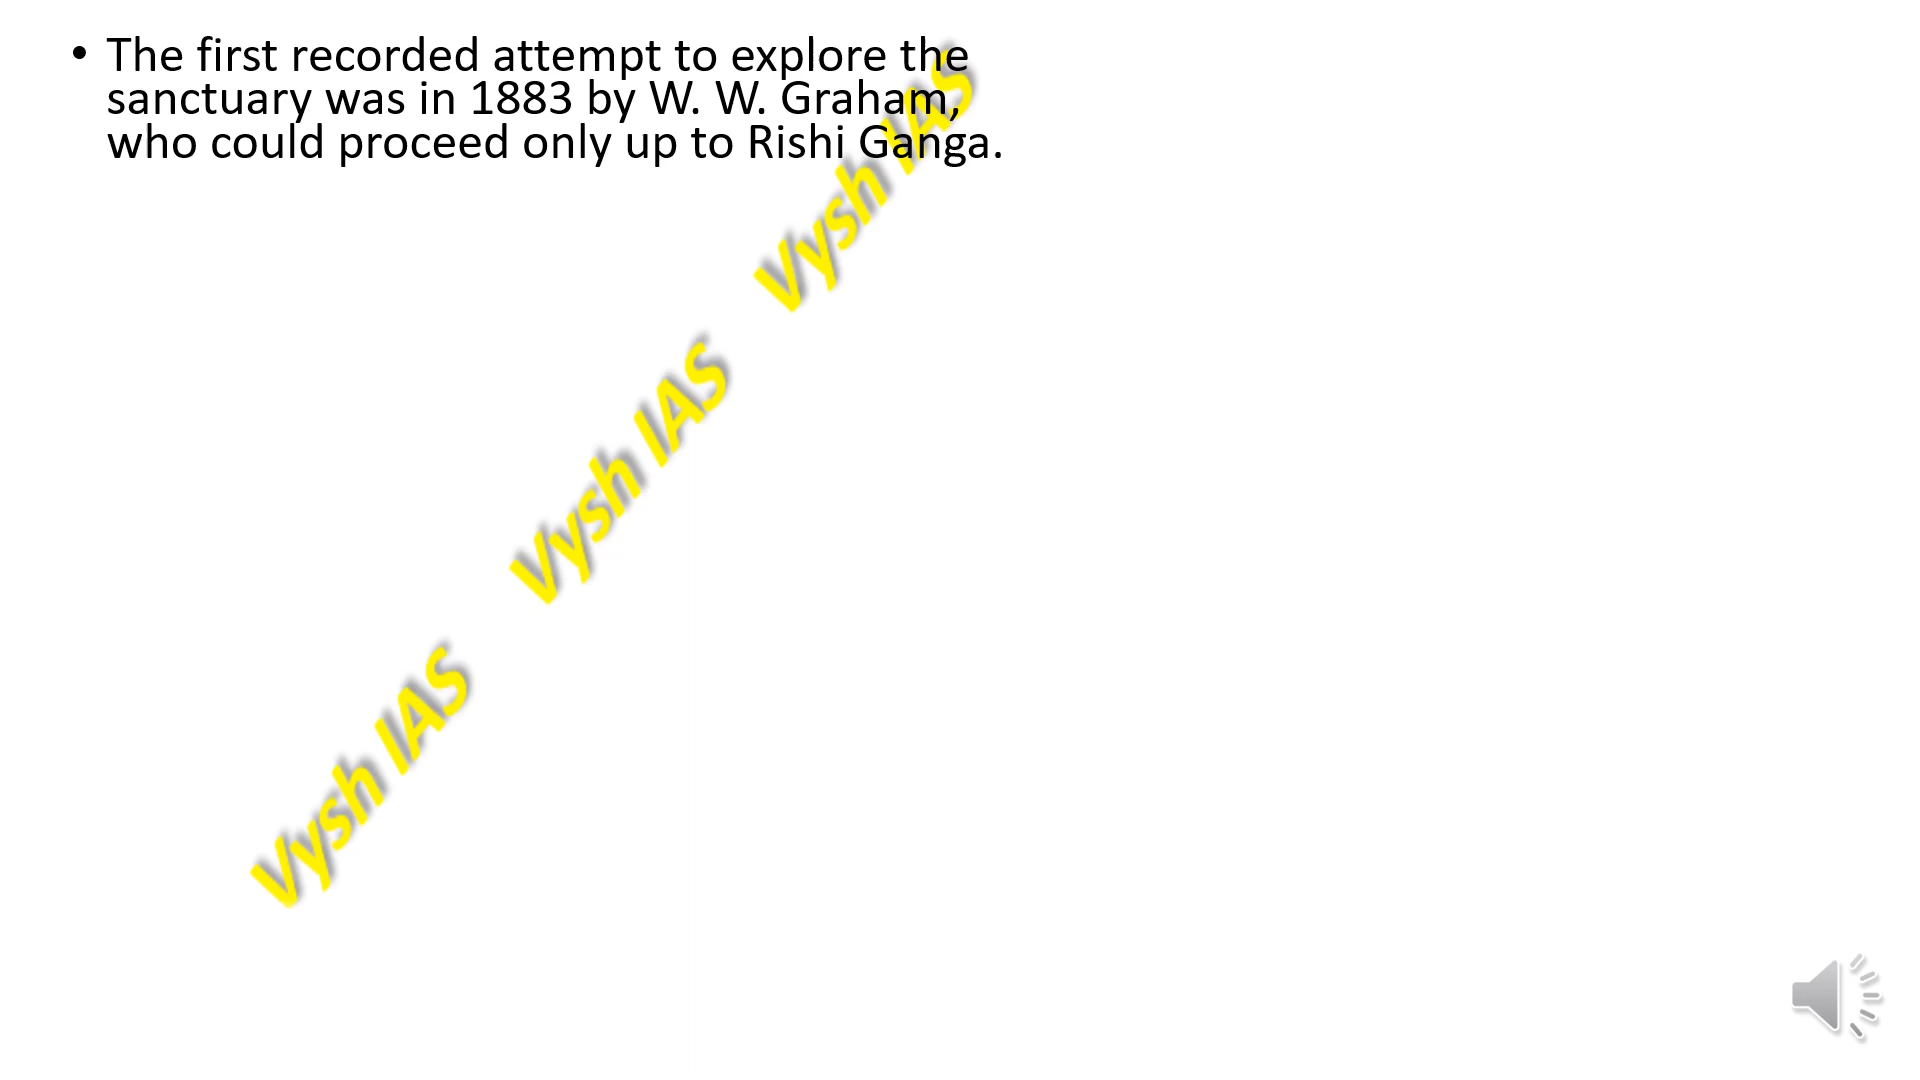 • The first recorded attempt to explore the
sanctuary was in 1883 by W. W. Graham,
who could proceed only up to Rishi Ganga.
Vysh IAS
Vysh IAS
Vysh IAS